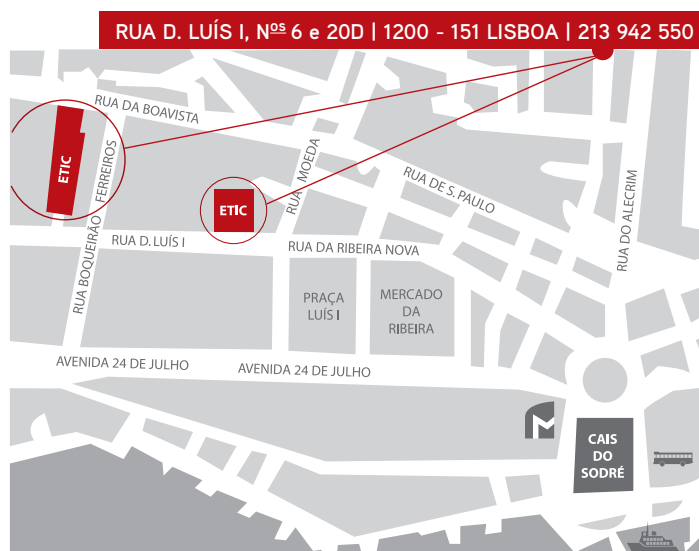 RUA D. LUÍS I, Nos 6 e 20D | 1200 - 151 LISBOA | 213 942 550
RUA DA BOAVISTA
ETIC
RUA BOQUEIRÃO FERREIROS
RUA MOEDA
RUA DE S. PAULO
RUA DO ALECRIM
ETIC
RUA D. LUÍS I
RUA DA RIBEIRA NOVA
PRAÇA
LUÍS I
MERCADO
DA
RIBEIRA
AVENIDA 24 DE JULHO
AVENIDA 24 DE JULHO
M
CAIS
DO
SODRÉ